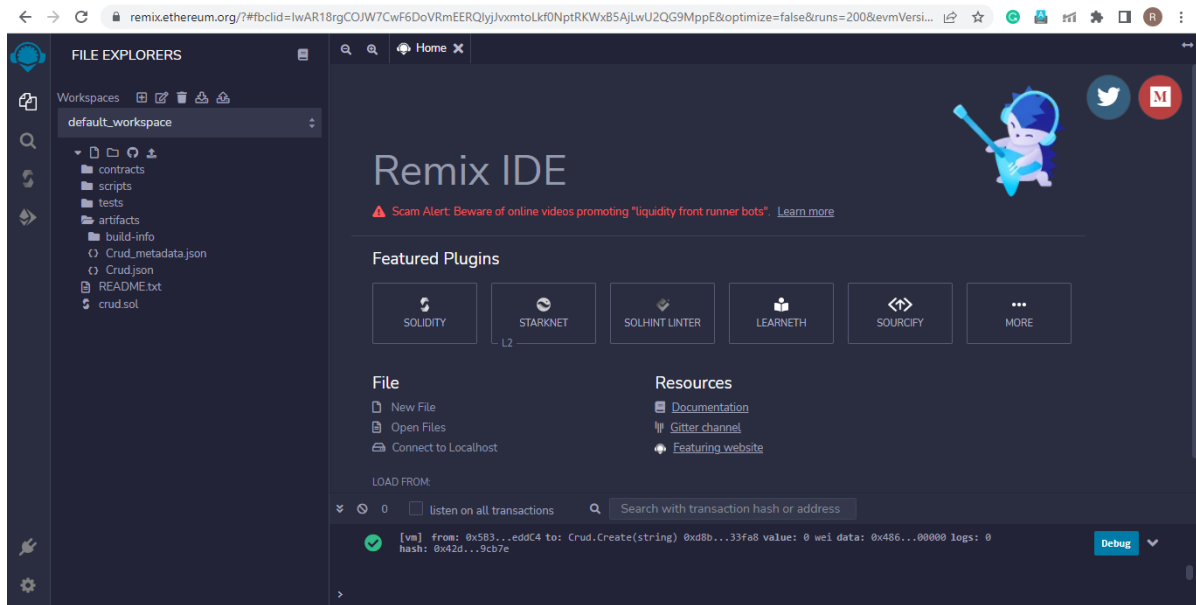 remix.ethereum.org/?#fbclid=IwAR18rgCOJW7CwF6DoVRmEERQIyjJvxmtoLkf0NptRKWxB5AjLwU2QG9MppE&optimize=false&runs=200&evmVersi...
R
FILE EXPLORERS
Home
Workspaces
default_workspace
contracts
scripts
tests
artifacts
build-info
Crud_metadata.json
Crud.json
README.txt
crud.sol
M
Remix IDE
Scam Alert: Beware of online videos promoting "liquidity front runner bots". Learn more
Featured Plugins
SOLIDITY
STARKNET
L2
SOLHINT LINTER
LEARNETH
SOURCIFY
MORE
File
New File
Open Files
Connect to Localhost
LOAD FROM:
Resources
Documentation
Gitter channel
Featuring website
0 listen on all transactions Search with transaction hash or address
[vm] from: 0x5B3...eddC4 to: Crud.Create(string) 0xd8b...33fa8 value: 0 wei data: 0x486...00000 logs: 0
hash: 0x42d...9cb7e
Debug
>